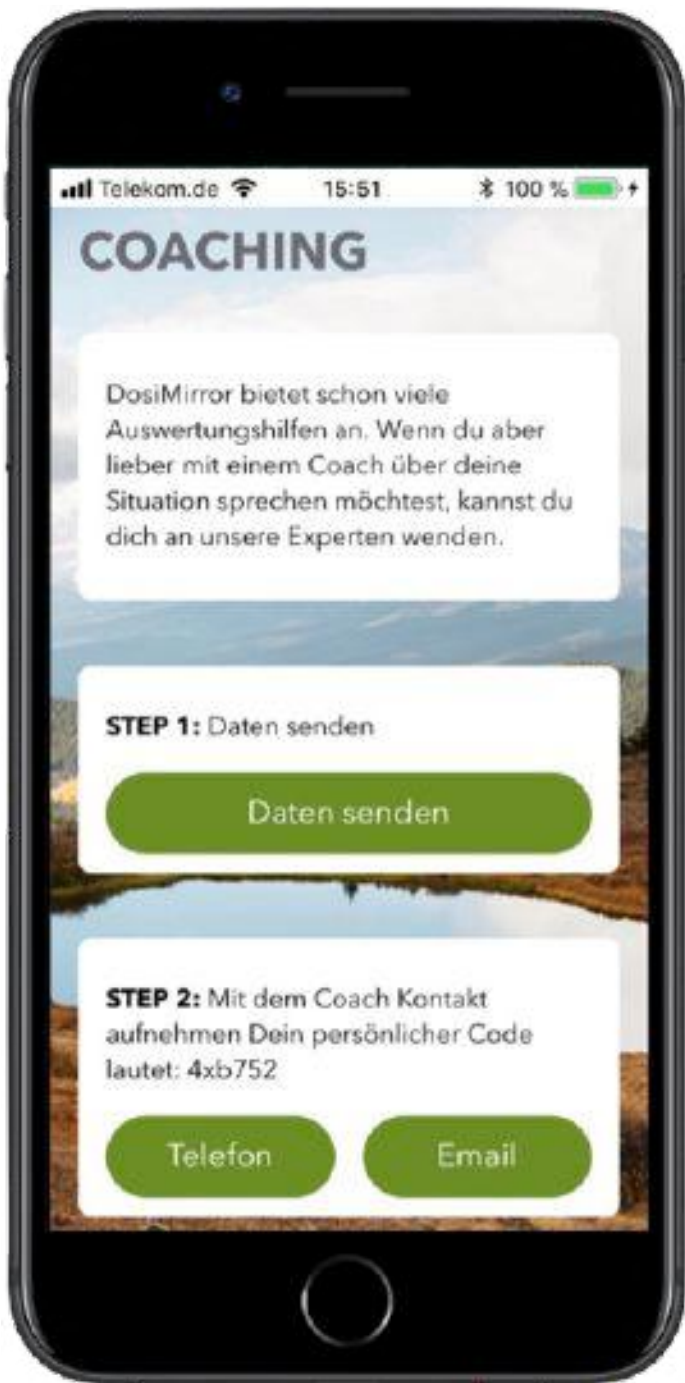 Telekom.de 15:51 100 %
COACHING
DosiMirror bietet schon viele
Auswertungshilfen an. Wenn du aber
lieber mit einem Coach über deine
Situation sprechen möchtest, kannst du
dich an unsere Experten wenden.
STEP 1: Daten senden
Daten senden
STEP 2: Mit dem Coach Kontakt
aufnehmen Dein persönlicher Code
lautet: 4xb752
Telefon Email